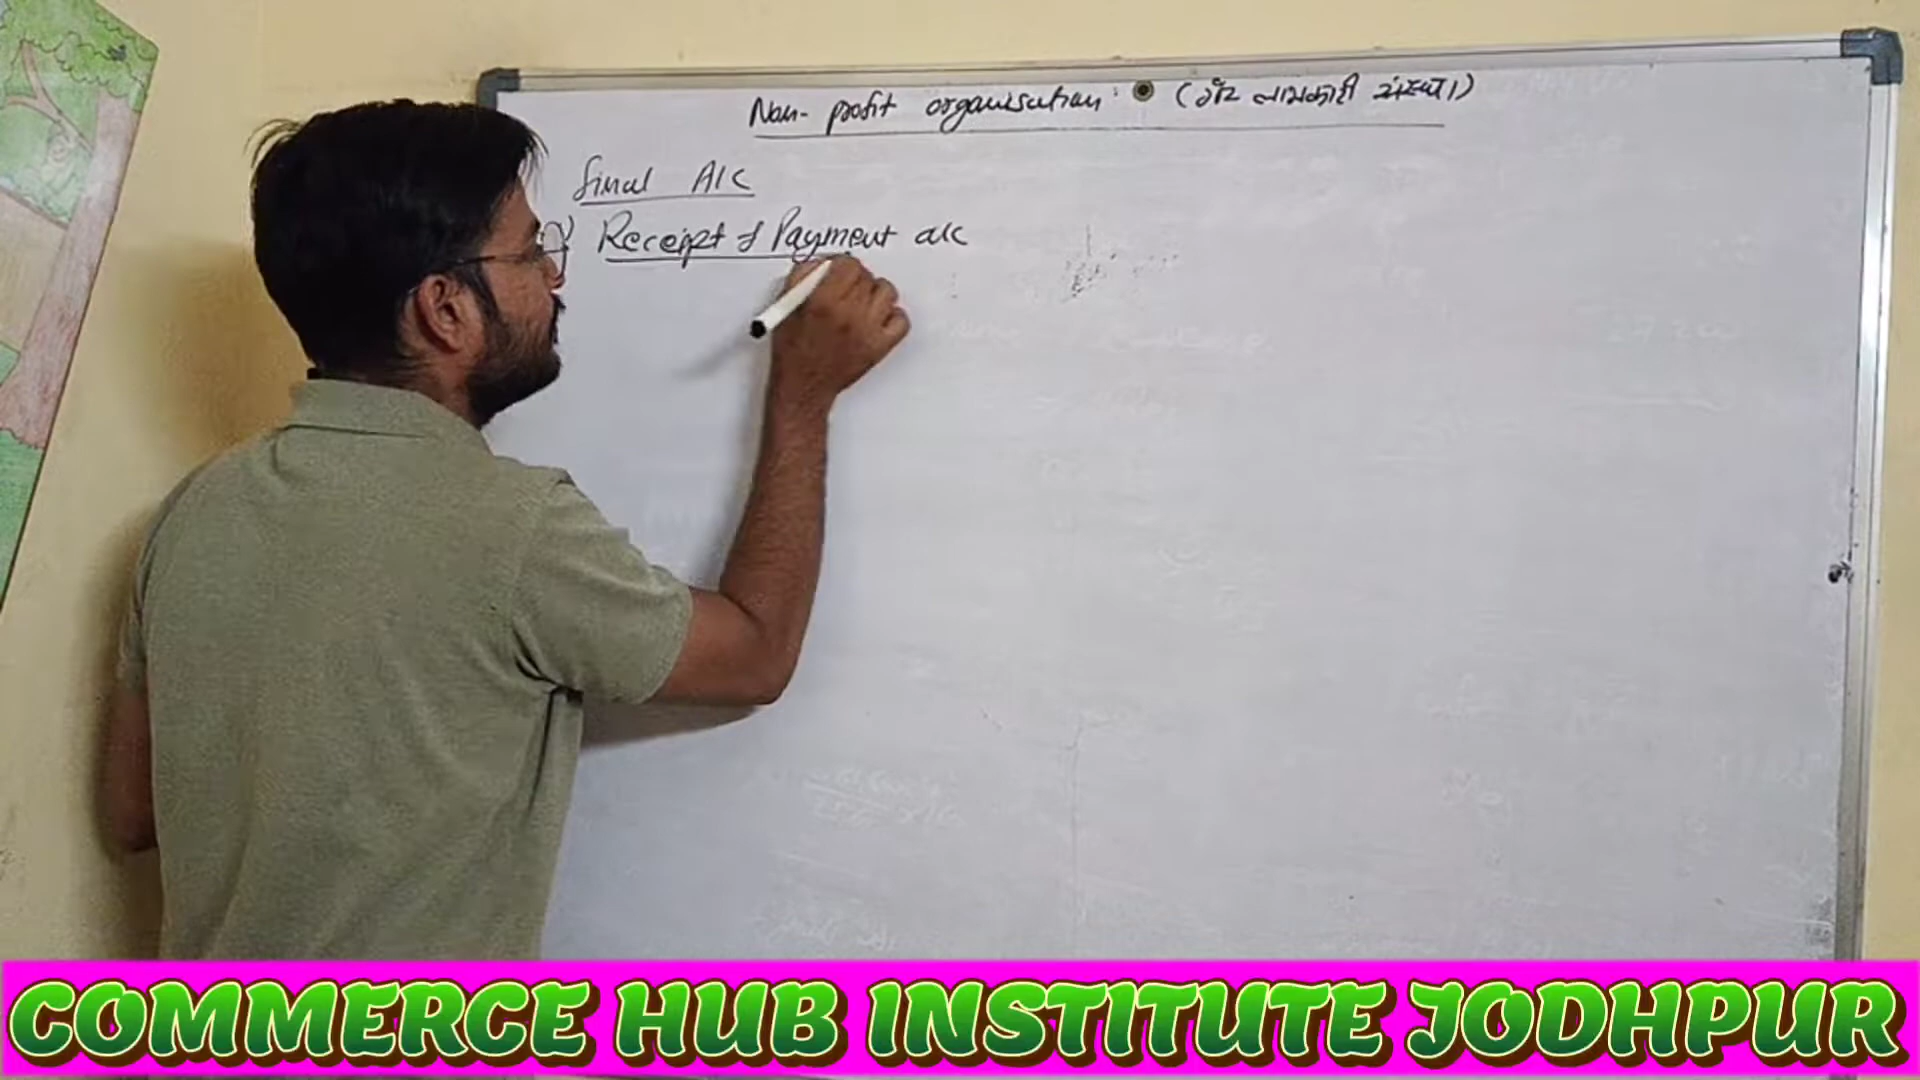 Non-profit organisation: (गैर लाभकारी संस्था)
final A/C
Receipt & Payment a/c
COMMERCE HUB INSTITUTE JODHPUR